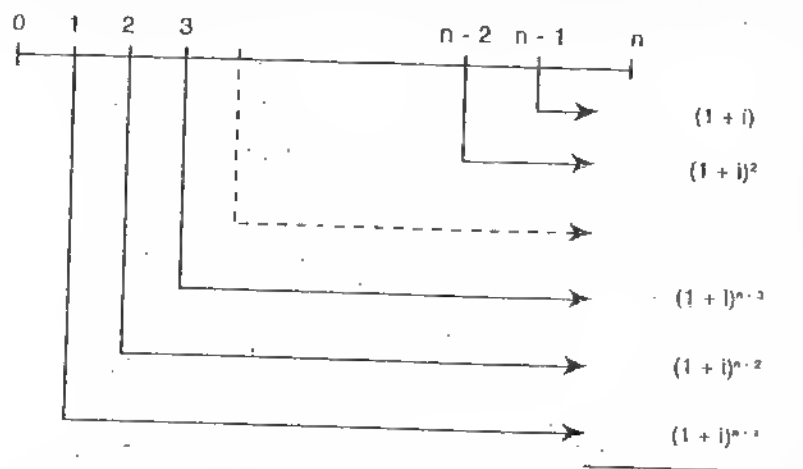 0 1 2 3 n - 2 n - 1 n
(1 + i)
(1 + i)²
(1 + i)ⁿ⁻³
(1 + i)ⁿ⁻²
(1 + i)ⁿ⁻¹